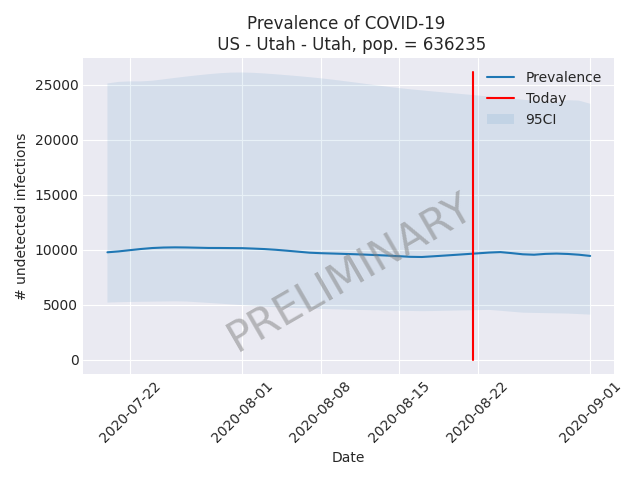 Prevalence of COVID-19
US - Utah - Utah, pop. = 636235
Prevalence
Today
95CI
# undetected infections
25000
20000
15000
10000
5000
0
PRELIMINARY
2020-07-22
2020-08-01
2020-08-08
2020-08-15
2020-08-22
2020-09-01
Date